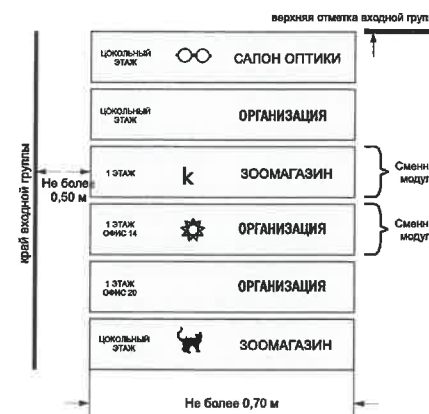 верхняя отметка входной груп
ЦОКОЛЬНЫЙ
ЭТАЖ
САЛОН ОПТИКИ
ЦОКОЛЬНЫЙ
ЭТАЖ
ОРГАНИЗАЦИЯ
край входной группы
Не более
0,50 м
1 ЭТАЖ
k
ЗООМАГАЗИН
Сменн
модул
1 ЭТАЖ
ОФИС 14
ОРГАНИЗАЦИЯ
Сменн
модул
1 ЭТАЖ
ОФИС 20
ОРГАНИЗАЦИЯ
ЦОКОЛЬНЫЙ
ЭТАЖ
ЗООМАГАЗИН
Не более 0,70 м